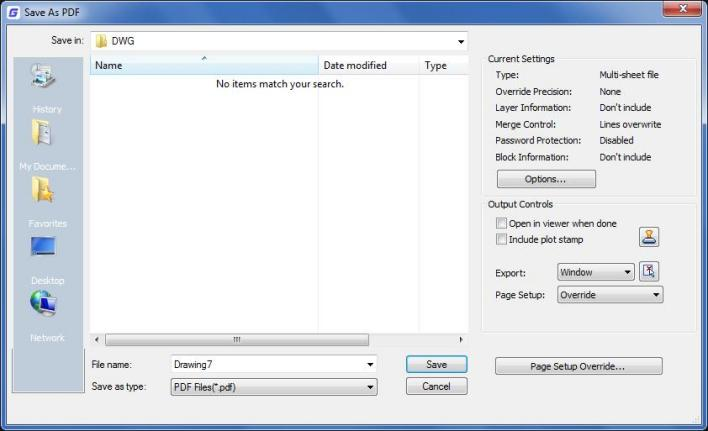 Save As PDF
Save in: DWG
Name Date modified Type
No items match your search.
History
My Docume...
Favorites
Desktop
Network
File name: Drawing7
Save as type: PDF Files(*.pdf)
Save
Cancel
Current Settings
Type: Multi-sheet file
Override Precision: None
Layer Information: Don't include
Merge Control: Lines overwrite
Password Protection: Disabled
Block Information: Don't include
Options...
Output Controls
Open in viewer when done
Include plot stamp
Export: Window
Page Setup: Override
Page Setup Override...